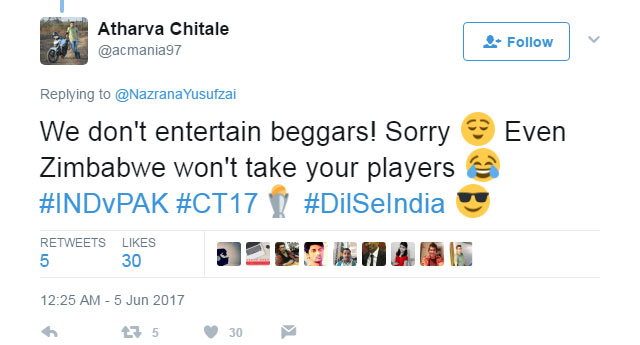 Atharva Chitale
@acmania97
Follow
Replying to @NazranaYusufzai
We don't entertain beggars! Sorry 😌 Even
Zimbabwe won't take your players 😂
#INDvPAK #CT17 #DilSeIndia 😎
RETWEETS LIKES
5 30
12:25 AM - 5 Jun 2017
5 30